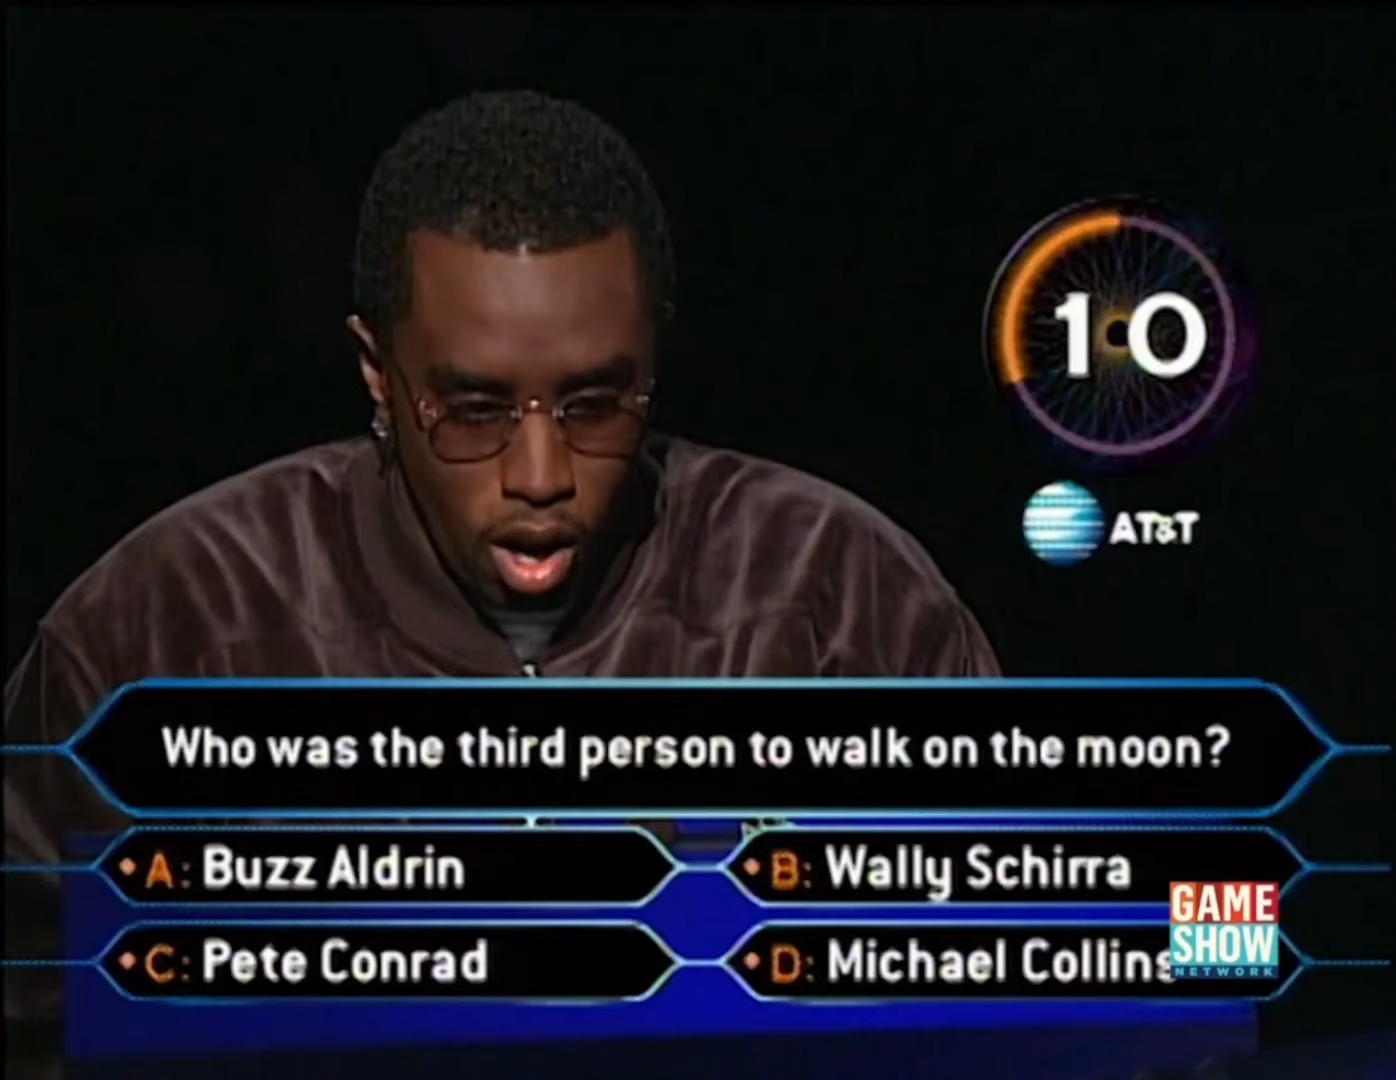 10
AT&T
Who was the third person to walk on the moon?
A: Buzz Aldrin
B: Wally Schirra
C: Pete Conrad
D: Michael Collins
GAME
SHOW
NETWORK